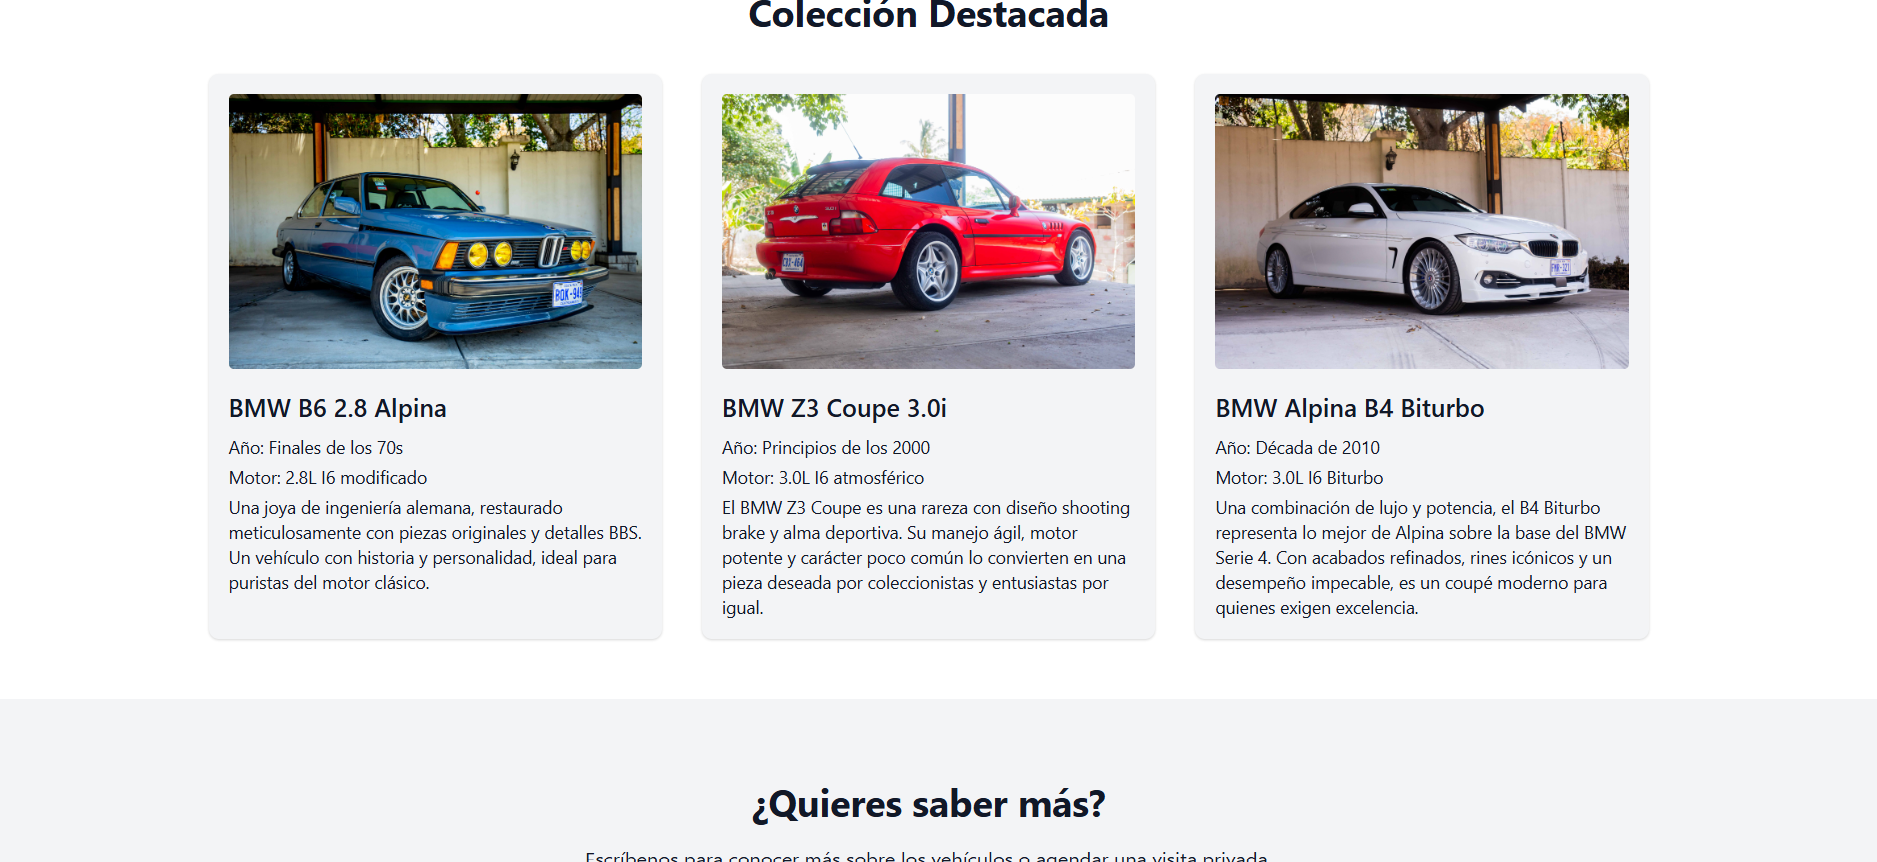 Colección Destacada
BMW B6 2.8 Alpina
Año: Finales de los 70s
Motor: 2.8L I6 modificado
Una joya de ingeniería alemana, restaurado
meticulosamente con piezas originales y detalles BBS.
Un vehículo con historia y personalidad, ideal para
puristas del motor clásico.
BMW Z3 Coupe 3.0i
Año: Principios de los 2000
Motor: 3.0L I6 atmosférico
El BMW Z3 Coupe es una rareza con diseño shooting
brake y alma deportiva. Su manejo ágil, motor
potente y carácter poco común lo convierten en una
pieza deseada por coleccionistas y entusiastas por
igual.
BMW Alpina B4 Biturbo
Año: Década de 2010
Motor: 3.0L I6 Biturbo
Una combinación de lujo y potencia, el B4 Biturbo
representa lo mejor de Alpina sobre la base del BMW
Serie 4. Con acabados refinados, rines icónicos y un
desempeño impecable, es un coupé moderno para
quienes exigen excelencia.
¿Quieres saber más?
Escríbenos para conocer más sobre los vehículos o agendar una visita privada.